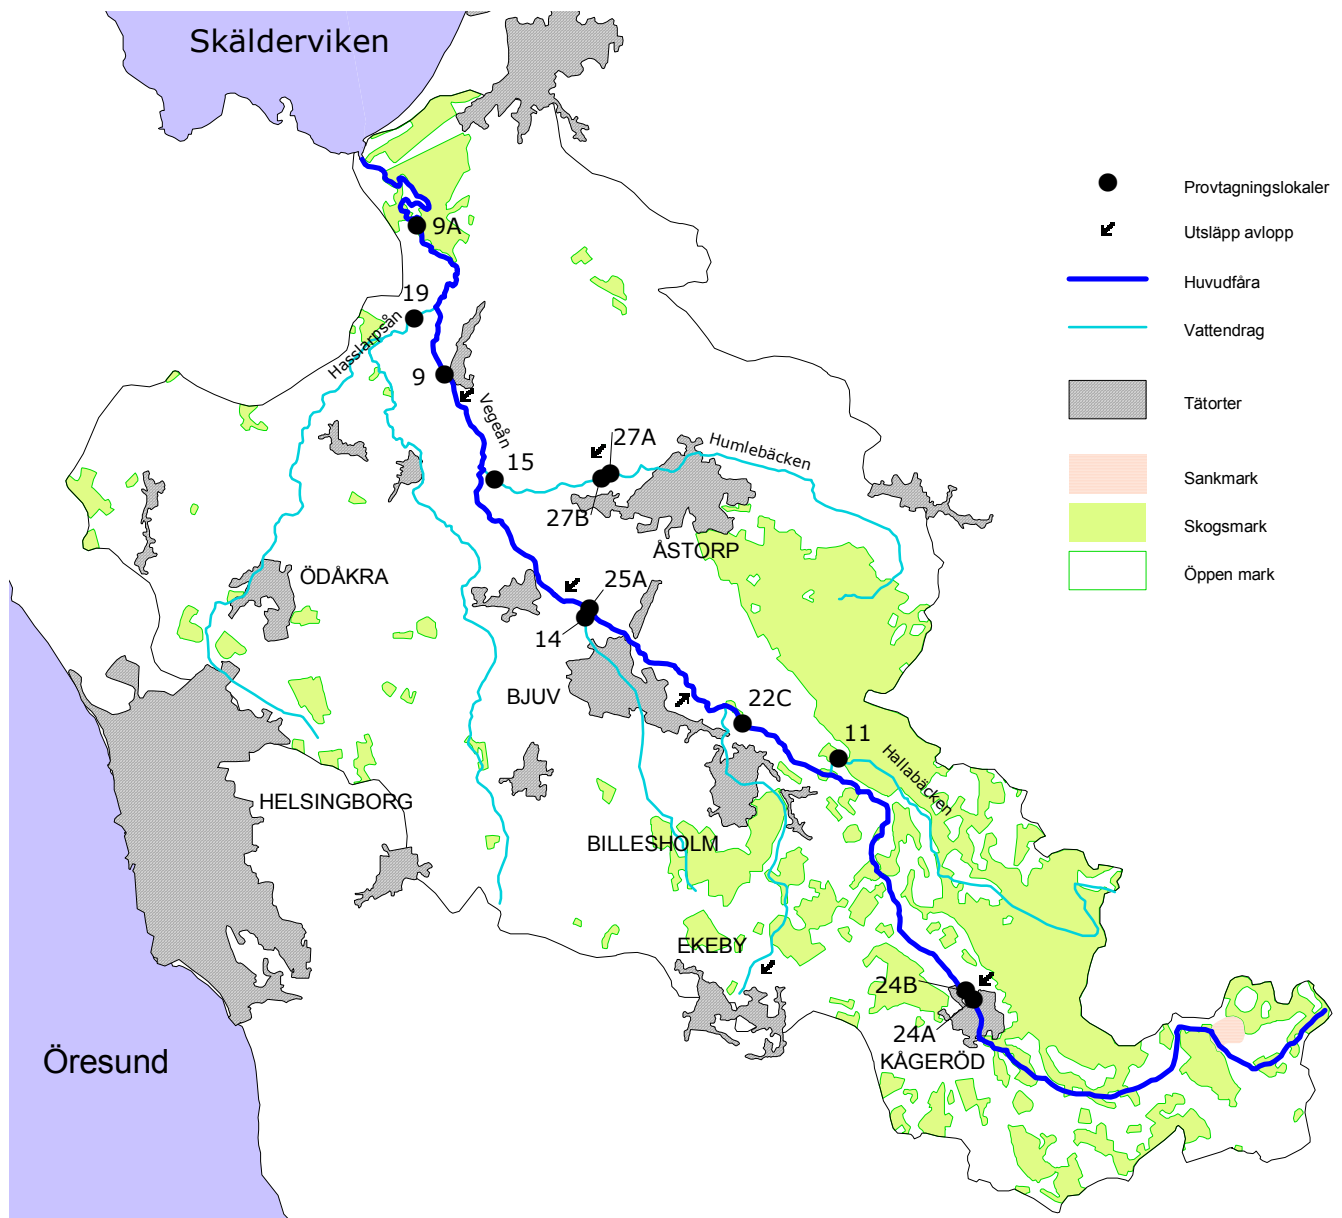 Skälderviken
Provtagningslokaler
9A
Utsläpp avlopp
Huvudfåra
19
Vattendrag
Hasslarpsån
9
Tätorter
Vegeån
27A
Humlebäcken
15
Sankmark
27B
Skogsmark
ÅSTORP
Öppen mark
ÖDÅKRA
25A
14
BJUV
22C
11
Hallabäcken
HELSINGBORG
BILLESHOLM
EKEBY
24B
24A
Öresund
KÅGERÖD